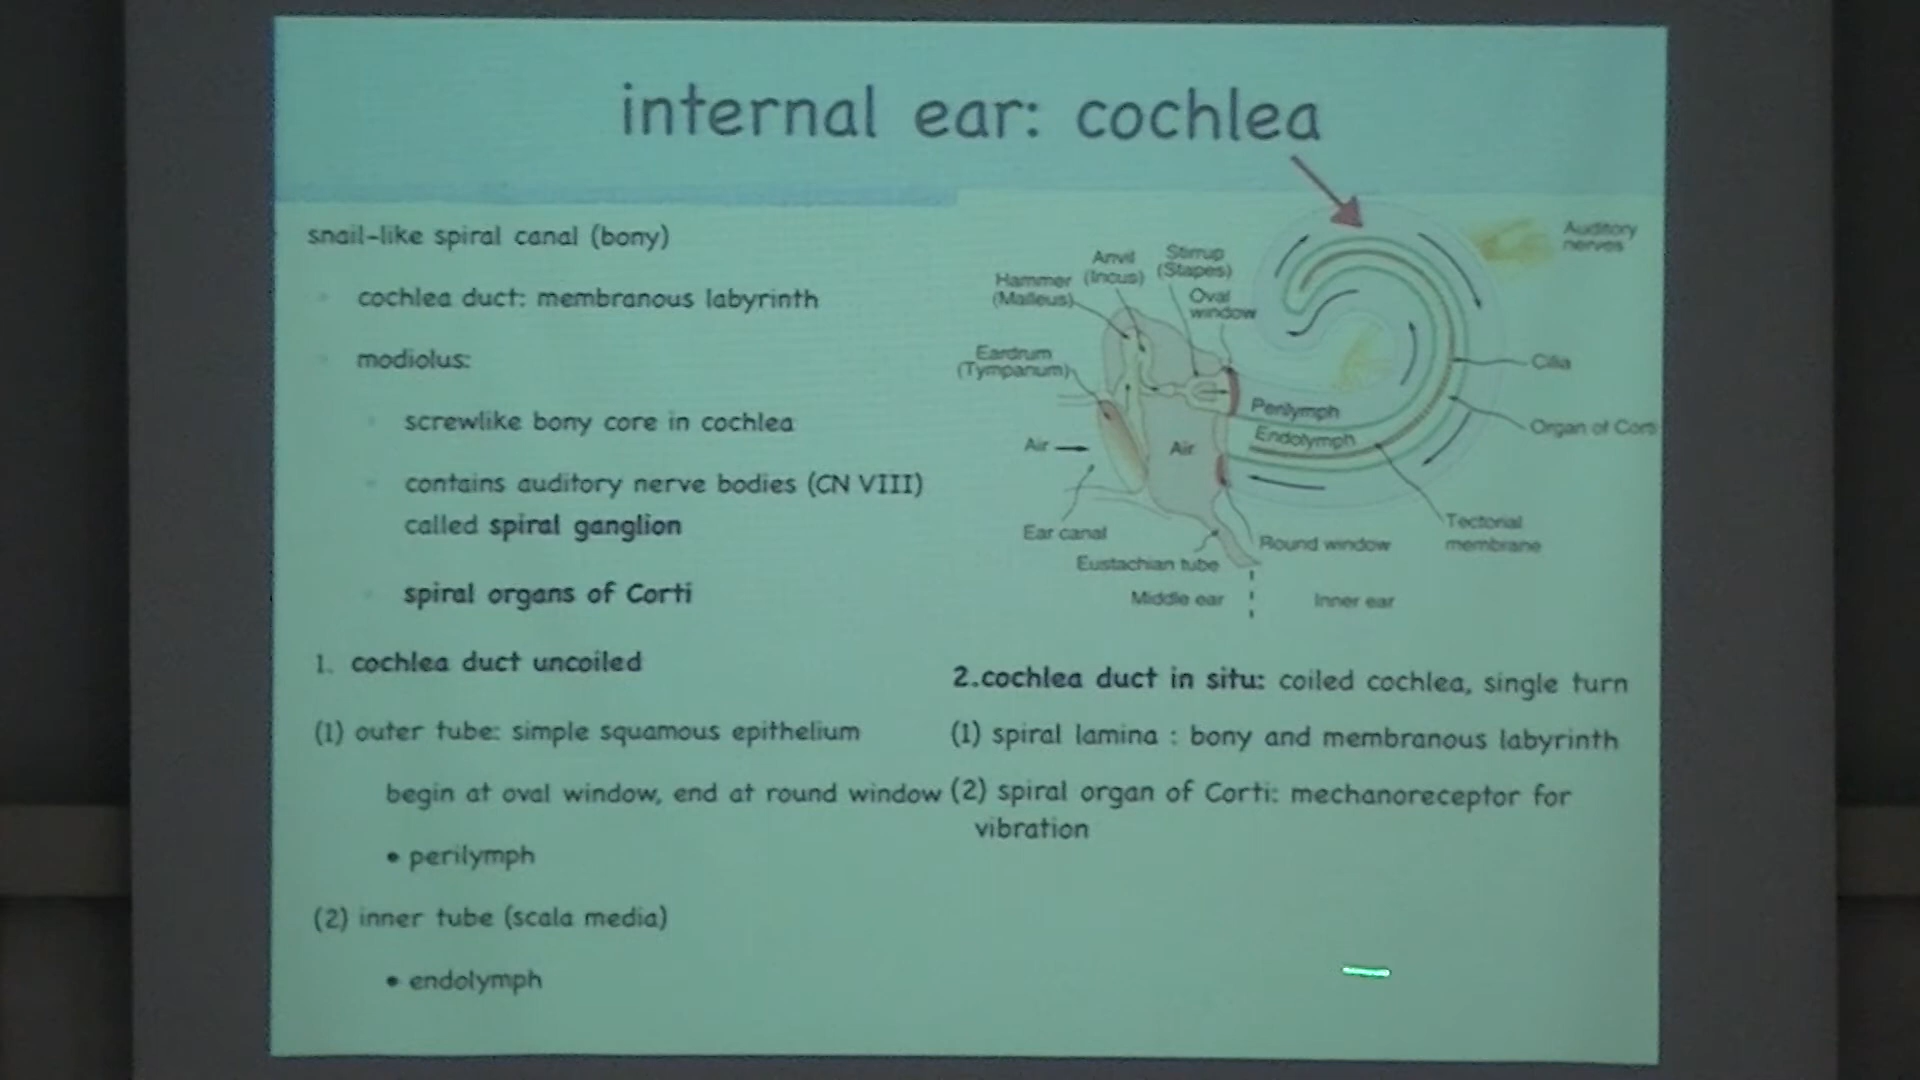 internal ear: cochlea
snail-like spiral canal (bony)
cochlea duct: membranous labyrinth
modiolus:
screwlike bony core in cochlea
contains auditory nerve bodies (CN VIII)
called spiral ganglion
spiral organs of Corti
1. cochlea duct uncoiled
(1) outer tube: simple squamous epithelium
begin at oval window, end at round window
• perilymph
(2) inner tube (scala media)
• endolymph
Auditory
nerves
Stirrup
(Stapes)
Anvil
(Incus)
Hammer
(Malleus)
Oval
window
Eardrum
(Tympanum)
Cilia
Perilymph
Organ of Corti
Endolymph
Air
Air
Tectorial
membrane
Ear canal
Round window
Eustachian tube
Middle ear
Inner ear
2.cochlea duct in situ: coiled cochlea, single turn
(1) spiral lamina : bony and membranous labyrinth
(2) spiral organ of Corti: mechanoreceptor for
vibration